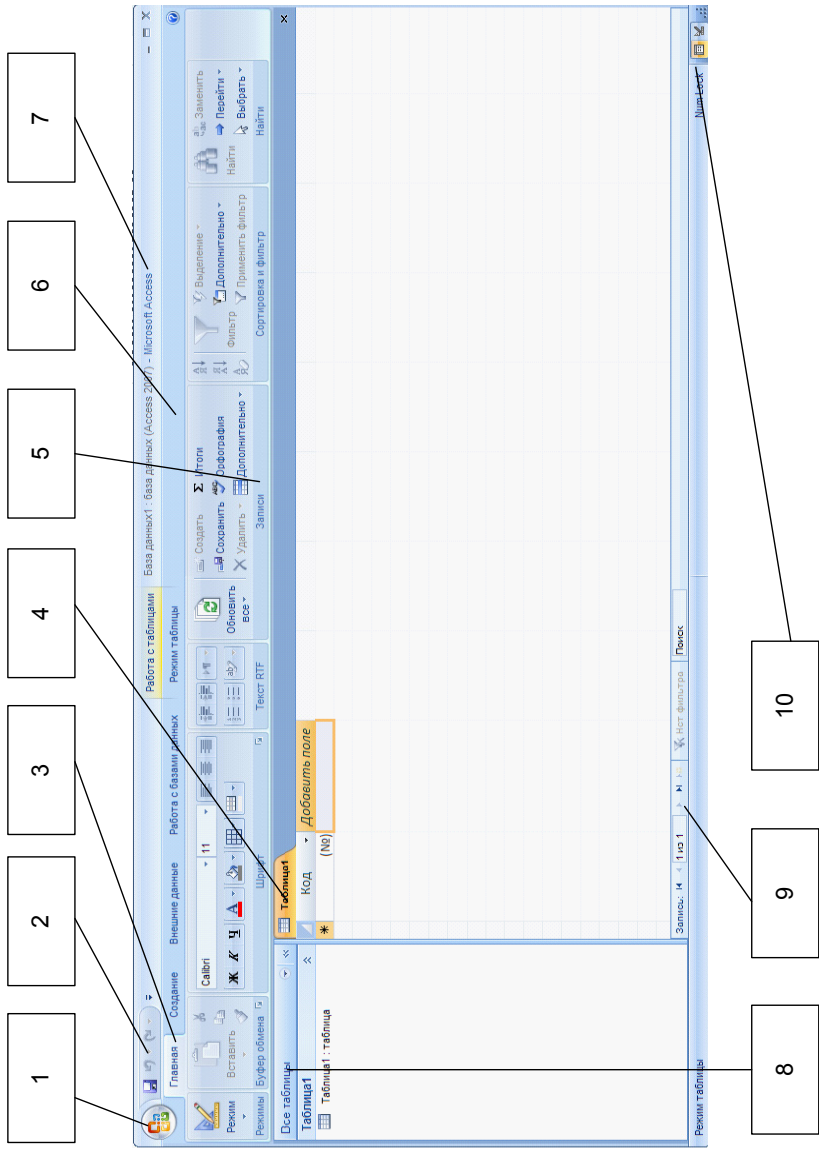 1 2 3 4 5 6 7
База данных1 : база данных (Access 2007) - Microsoft Access
Работа с таблицами
Главная Создание Внешние данные Работа с базами данных Режим таблицы
Режим
Режимы
Вставить
Буфер обмена
Calibri 11
Ж К Ч А
Шрифт
Текст RTF
Обновить все
Создать Итоги
Сохранить Орфография
Удалить Дополнительно
Записи
Фильтр
Выделение
Дополнительно
Применить фильтр
Сортировка и фильтр
Найти
Заменить
Перейти
Выбрать
Найти
Все таблицы
Таблица1
Таблица1 : таблица
Таблица1
Код Добавить поле
(№)
Запись: 1 из 1 Нет фильтра Поиск
Режим таблицы Num Lock
8 9 10